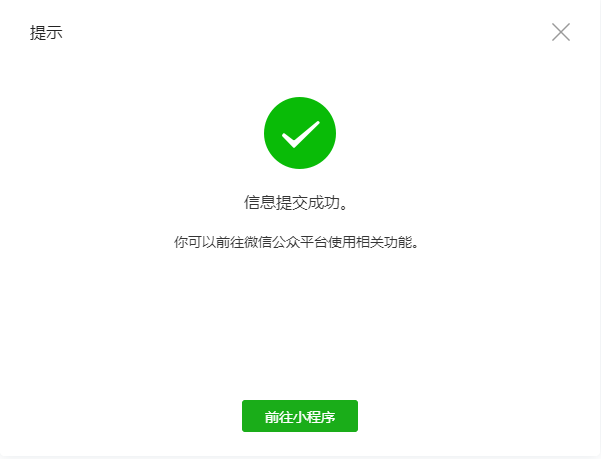 提示
信息提交成功。
你可以前往微信公众平台使用相关功能。
前往小程序